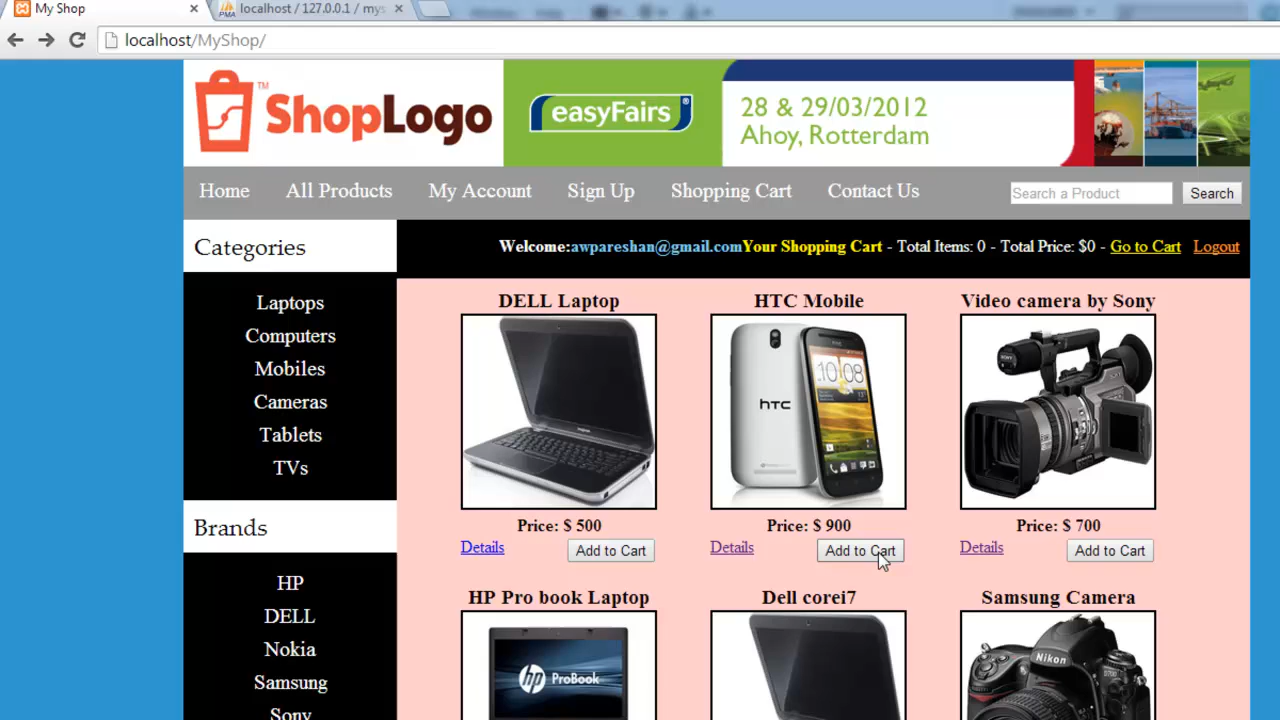 My Shop
localhost / 127.0.0.1 / mys
localhost/MyShop/
ShopLogo™
easyFairs®
28 & 29/03/2012
Ahoy, Rotterdam
Home All Products My Account Sign Up Shopping Cart Contact Us Search a Product Search
Categories
Welcome:awpareshan@gmail.comYour Shopping Cart - Total Items: 0 - Total Price: $0 - Go to Cart Logout
Laptops
Computers
Mobiles
Cameras
Tablets
TVs
Brands
HP
DELL
Nokia
Samsung
Sony
DELL Laptop HTC Mobile Video camera by Sony
hTC
10:08
Price: $ 500 Price: $ 900 Price: $ 700
Details Add to Cart Details Add to Cart Details Add to Cart
HP Pro book Laptop Dell corei7 Samsung Camera
hp ProBook
Nikon